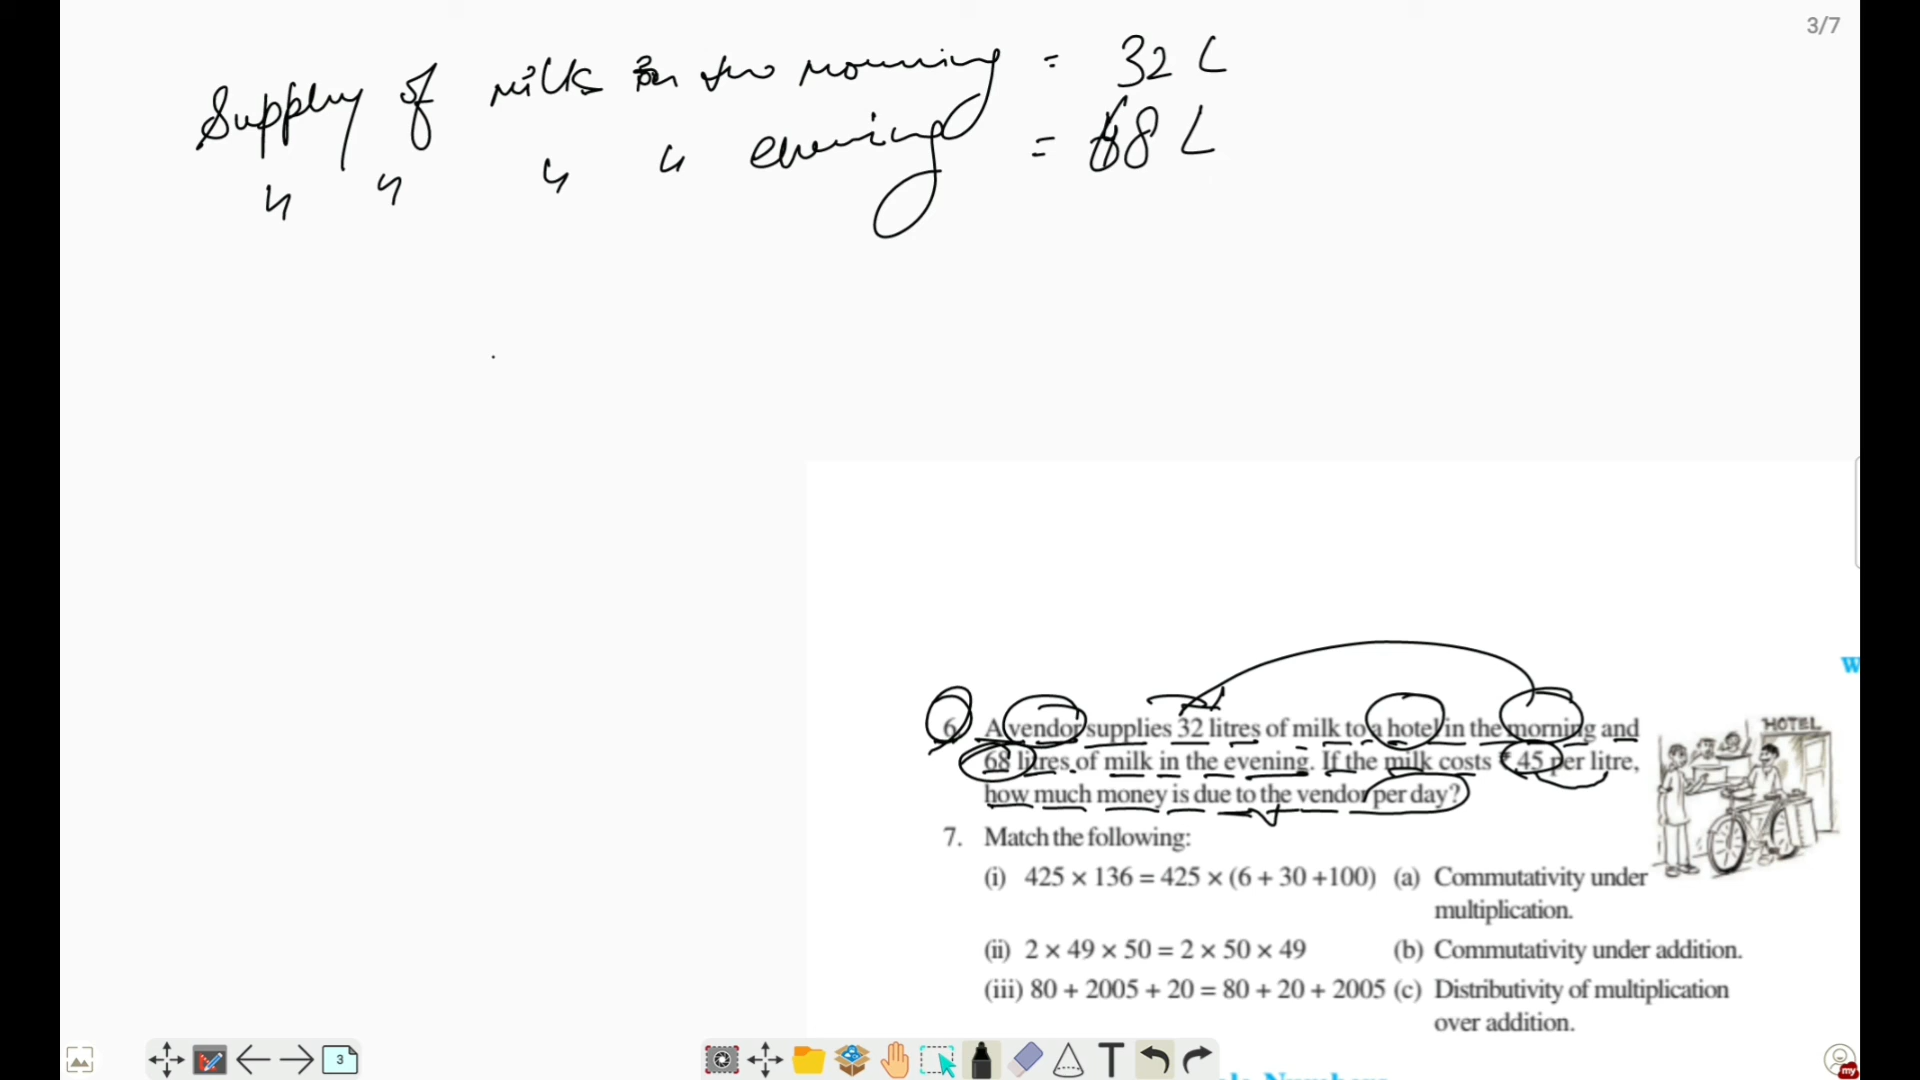 3/7
Supply of milk in the morning = 32 L
" " " " evening = 68 L
W
6. A vendor supplies 32 litres of milk to a hotel in the morning and
68 litres of milk in the evening. If the milk costs ₹ 45 per litre,
how much money is due to the vendor per day?
HOTEL
7. Match the following:
(i) 425 × 136 = 425 × (6 + 30 +100) (a) Commutativity under
multiplication.
(ii) 2 × 49 × 50 = 2 × 50 × 49 (b) Commutativity under addition.
(iii) 80 + 2005 + 20 = 80 + 20 + 2005 (c) Distributivity of multiplication
over addition.
3
T
my